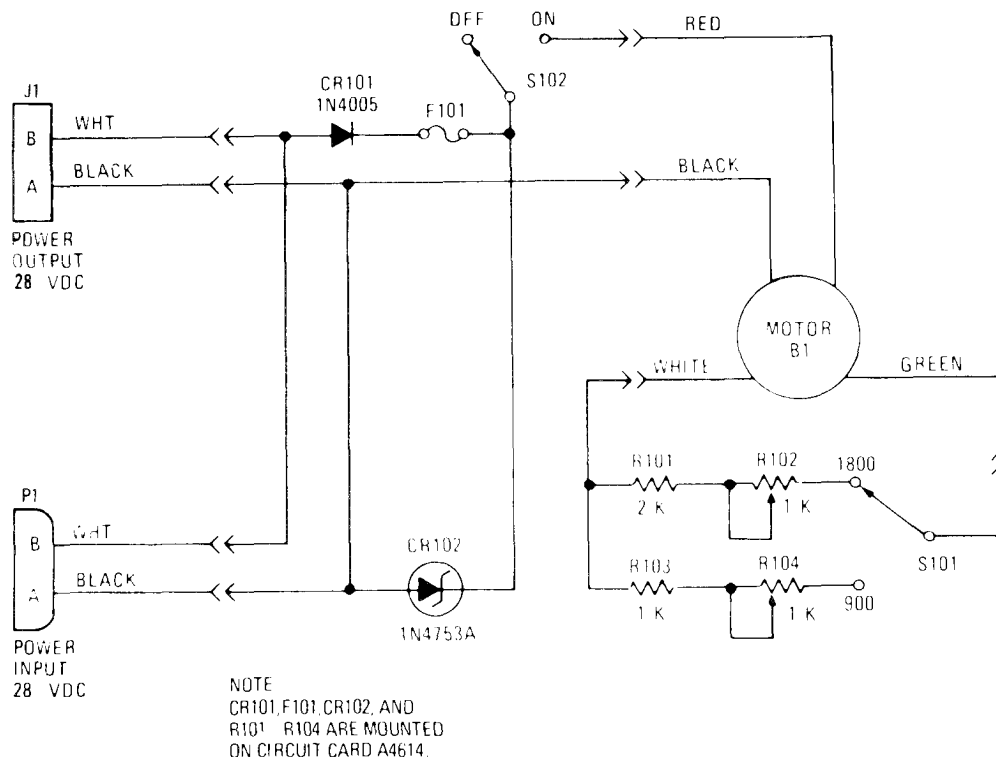 OFF ON RED
S102
CR101
1N4005
F101
J1
B WHT
A BLACK
BLACK
POWER
OUTPUT
28 VDC
MOTOR
B1
WHITE GREEN
R101 R102 1800
2 K 1 K
S101
R103 R104
1 K 1 K 900
P1
B WHT
A BLACK
CR102
1N4753A
POWER
INPUT
28 VDC
NOTE
CR101, F101, CR102, AND
R101 R104 ARE MOUNTED
ON CIRCUIT CARD A4614.